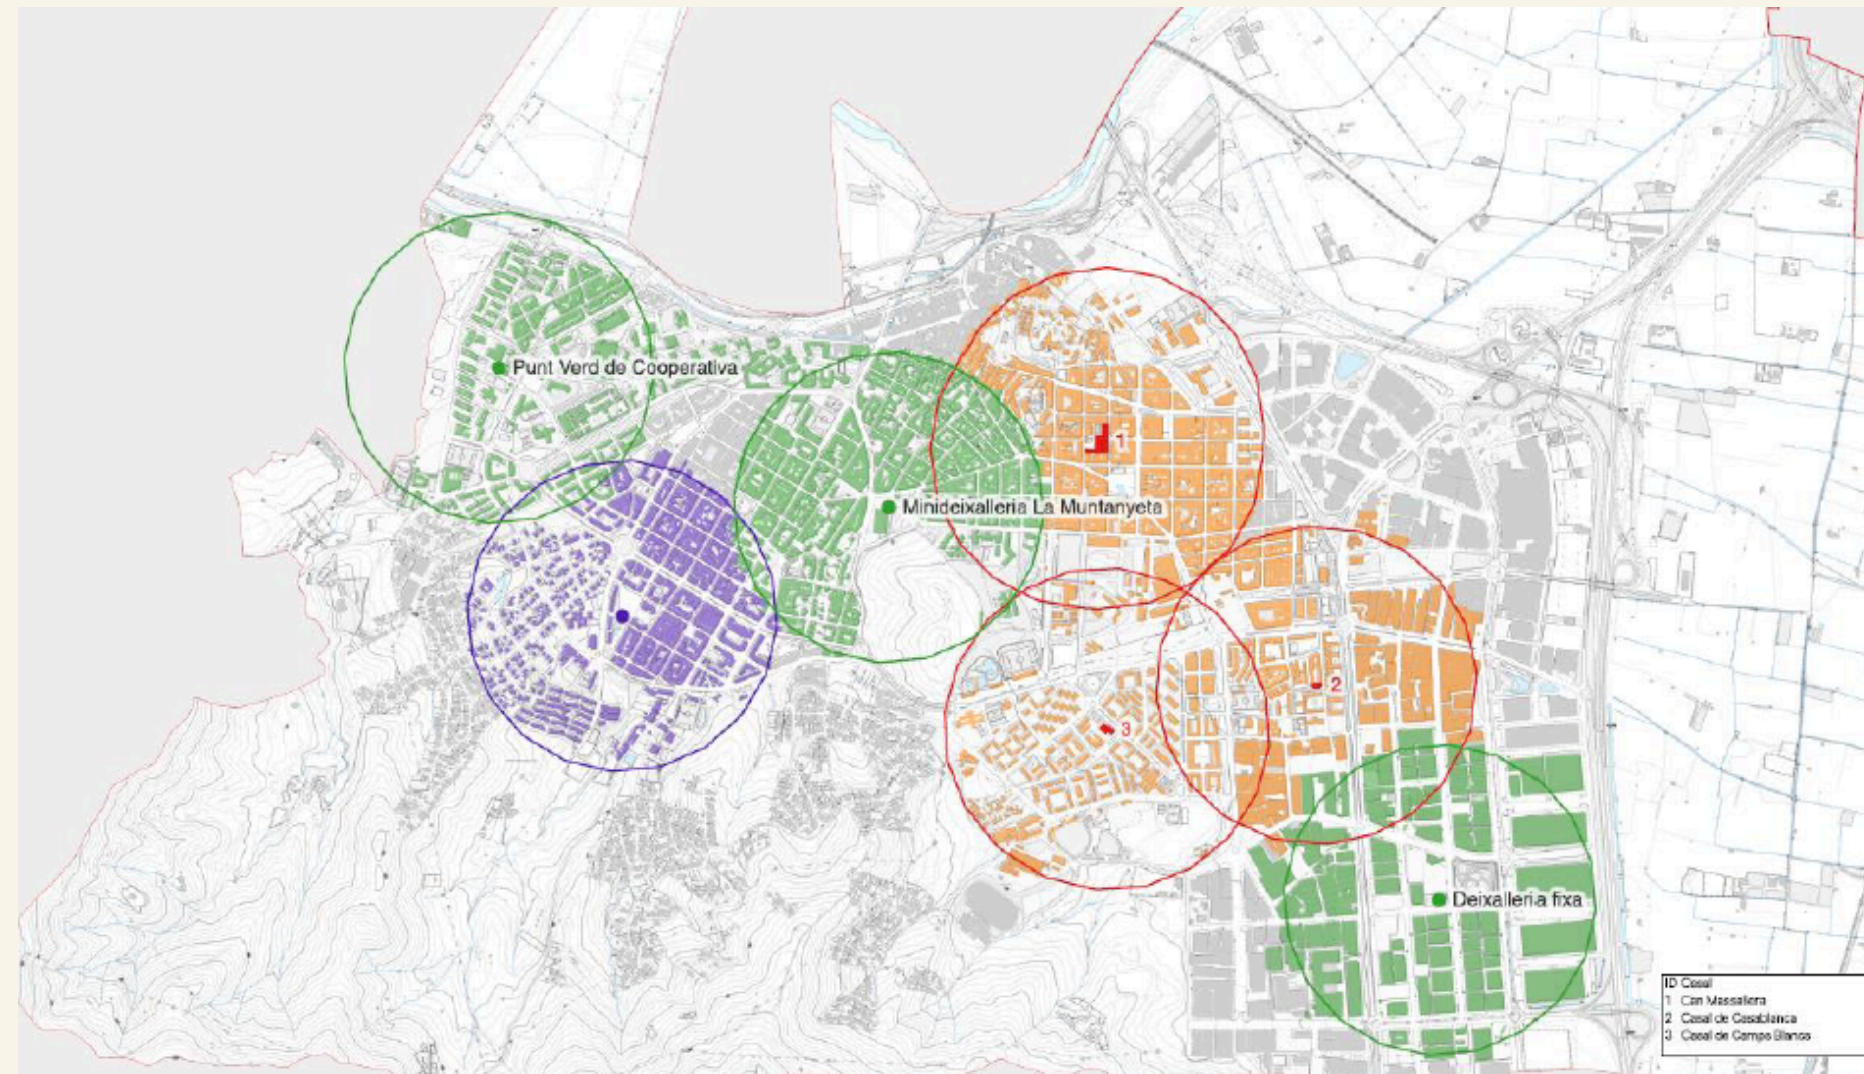 Punt Verd de Cooperativa
1
Minideixalleria La Muntanyeta
2
3
Deixalleria fixa
ID Casal
1 Can Massallera
2 Casal de Casablanca
3 Casal de Camps Blancs